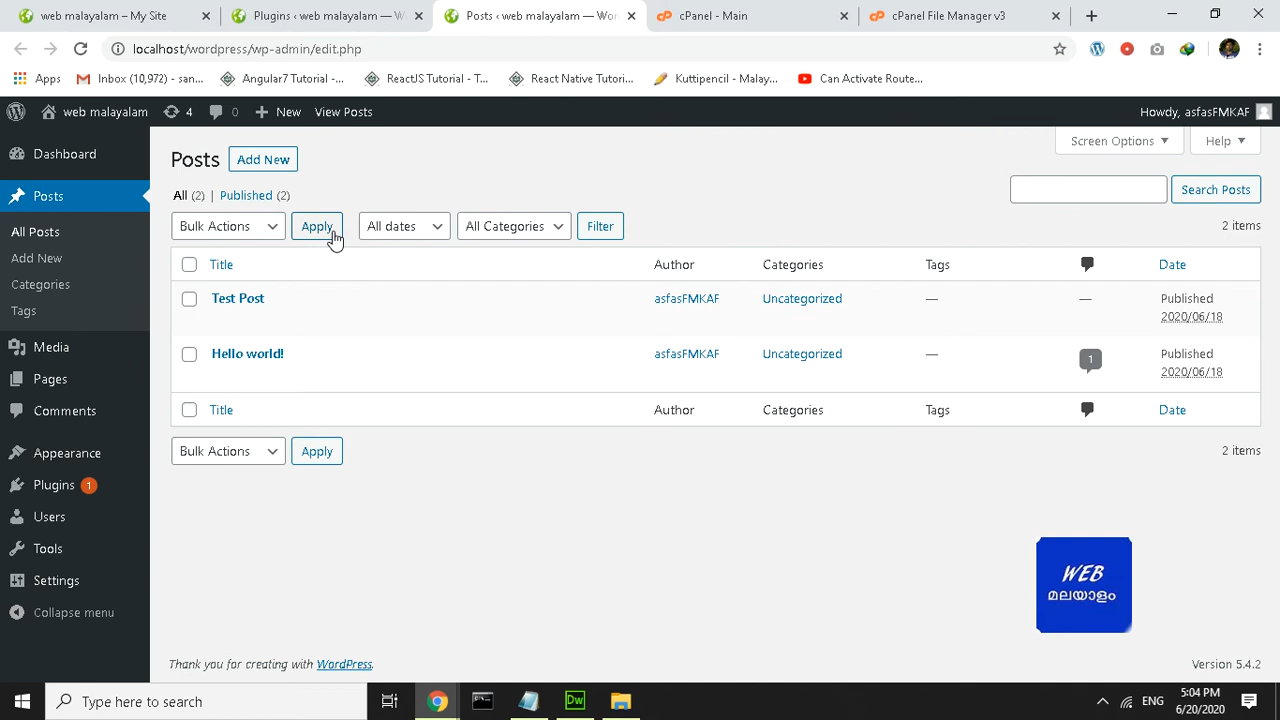 web malayalam — My Site
Plugins ‹ web malayalam — W
Posts ‹ web malayalam — Wor
cPanel - Main
cPanel File Manager v3
localhost/wordpress/wp-admin/edit.php
Apps
Inbox (10,972) - san...
Angular7 Tutorial -...
ReactJS Tutorial - T...
React Native Tutori...
Kuttipencil - Malay...
Can Activate Route...
web malayalam
4
0
New
View Posts
Howdy, asfasFMKAF
Dashboard
Posts
All Posts
Add New
Categories
Tags
Media
Pages
Comments
Appearance
Plugins 1
Users
Tools
Settings
Collapse menu
Screen Options
Help
Posts
Add New
All (2) | Published (2)
Search Posts
Bulk Actions
Apply
All dates
All Categories
Filter
2 items
Title
Author
Categories
Tags
Date
Test Post
asfasFMKAF
Uncategorized
—
—
Published
2020/06/18
Hello world!
asfasFMKAF
Uncategorized
—
1
Published
2020/06/18
Title
Author
Categories
Tags
Date
Bulk Actions
Apply
2 items
WEB
മലയാളം
Thank you for creating with WordPress.
Version 5.4.2
Type here to search
Dw
ENG
5:04 PM
6/20/2020